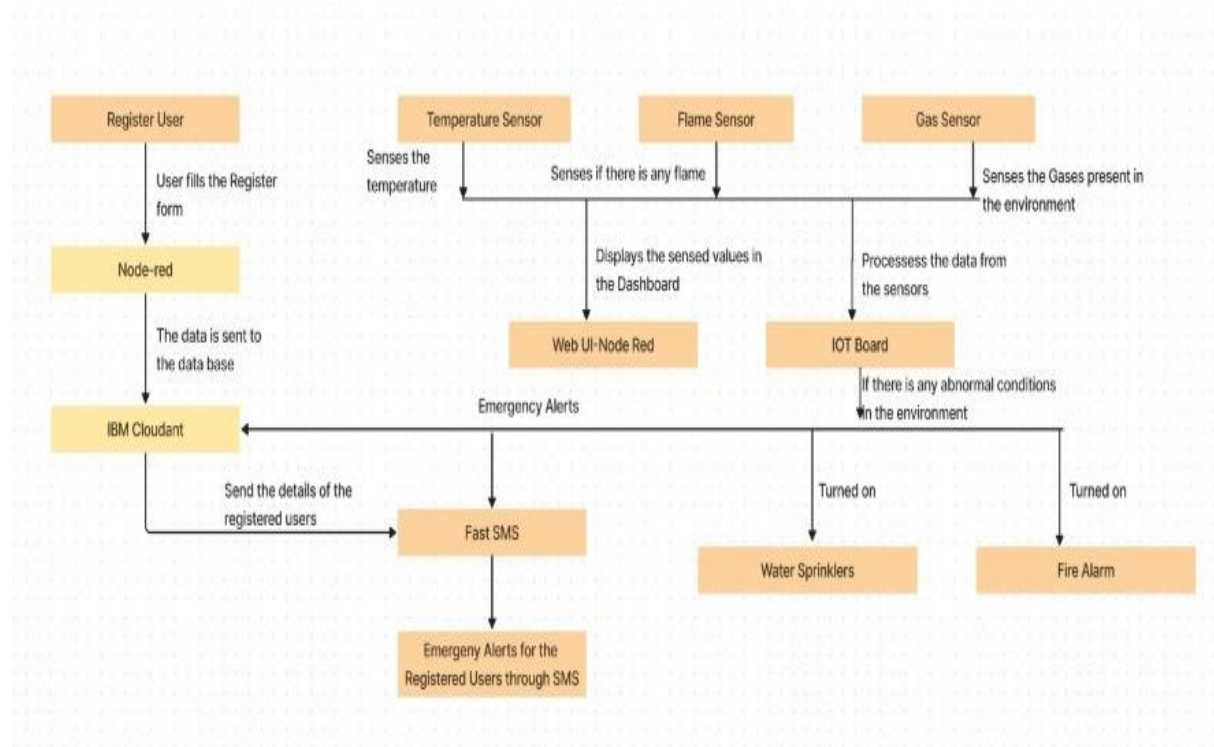 Register User
Temperature Sensor
Flame Sensor
Gas Sensor
Senses the
temperature
Senses if there is any flame
Senses the Gases present in
the environment
User fills the Register
form
Node-red
Displays the sensed values in
the Dashboard
Processess the data from
the sensors
The data is sent to
the data base
Web UI-Node Red
IOT Board
If there is any abnormal conditions
in the environment
Emergency Alerts
IBM Cloudant
Send the details of the
registered users
Turned on
Turned on
Fast SMS
Water Sprinklers
Fire Alarm
Emergeny Alerts for the
Registered Users through SMS